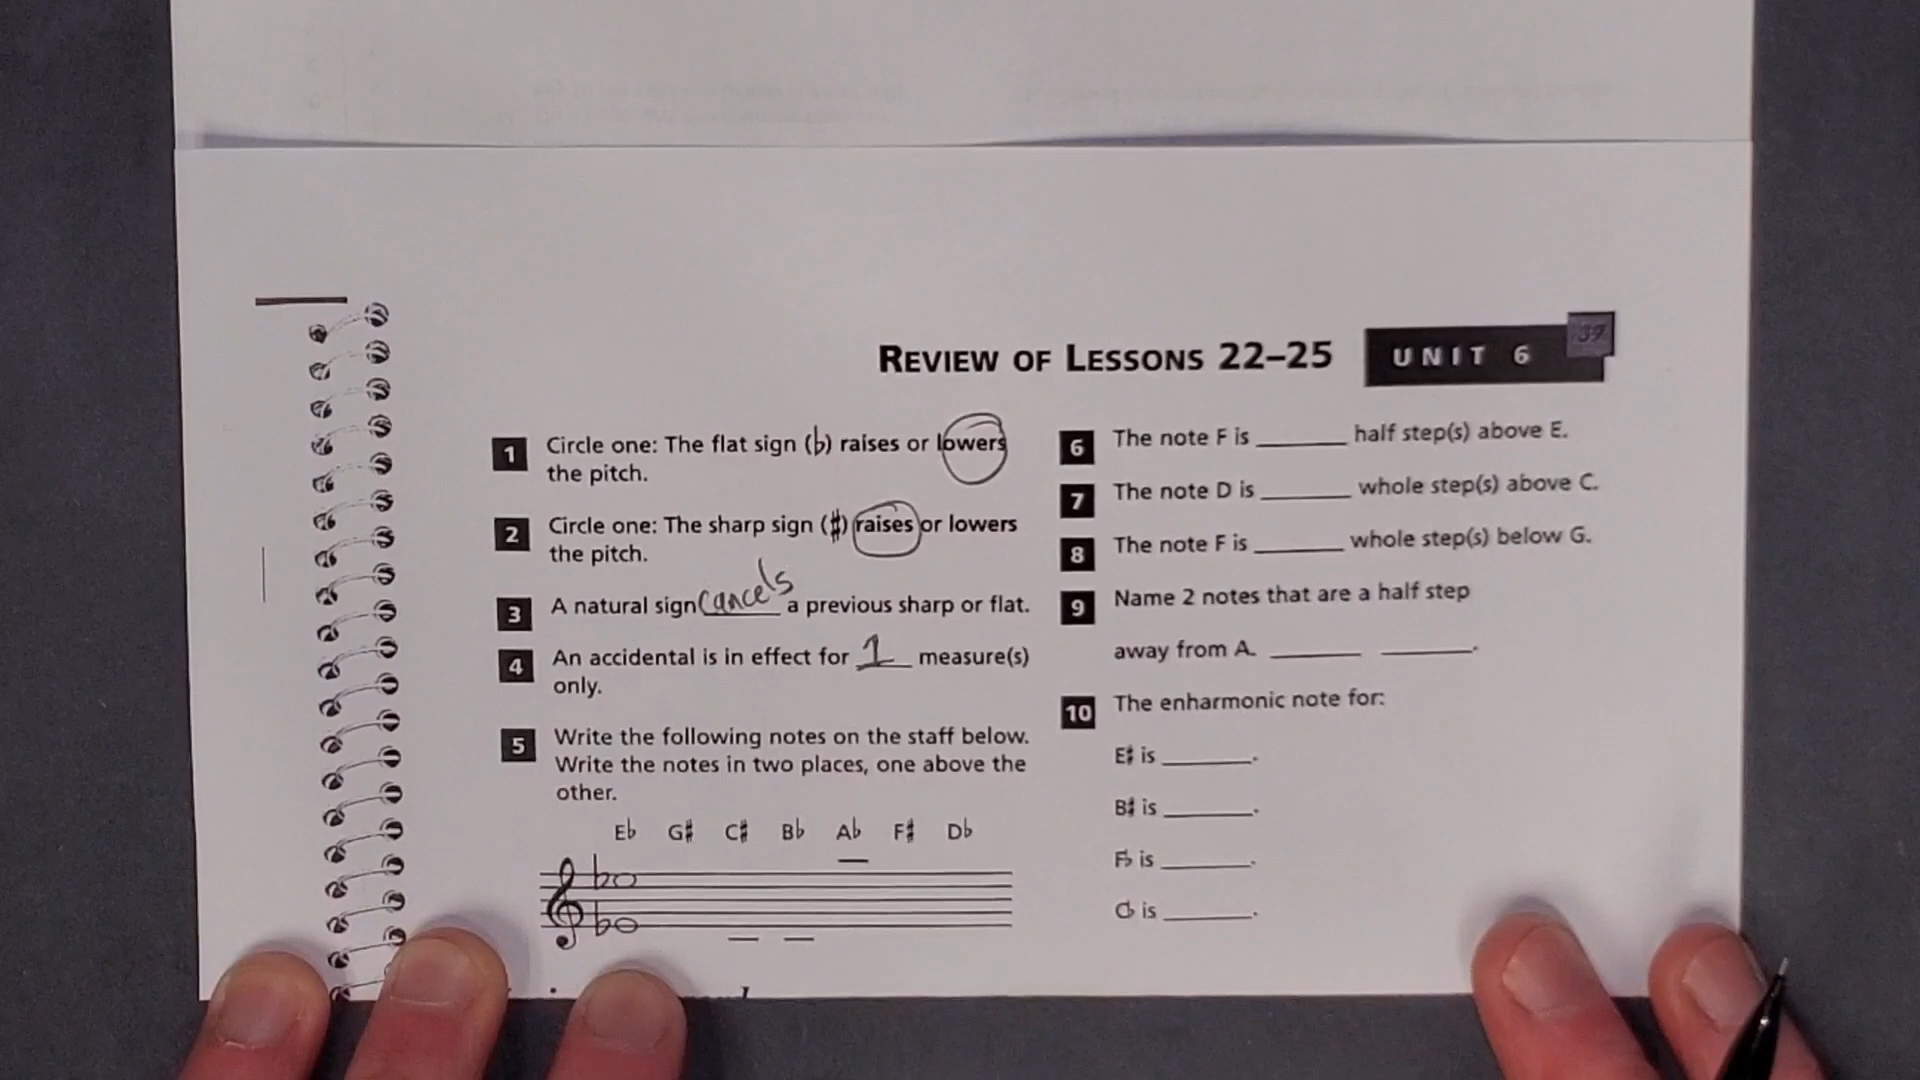 REVIEW OF LESSONS 22–25
UNIT 6
39
1 Circle one: The flat sign (♭) raises or lowers
the pitch.
2 Circle one: The sharp sign (♯) raises or lowers
the pitch.
3 A natural sign cancels a previous sharp or flat.
4 An accidental is in effect for 1 measure(s)
only.
5 Write the following notes on the staff below.
Write the notes in two places, one above the
other.
E♭ G♯ C♯ B♭ A♭ F♯ D♭
6 The note F is ______ half step(s) above E.
7 The note D is ______ whole step(s) above C.
8 The note F is ______ whole step(s) below G.
9 Name 2 notes that are a half step
away from A. ______ ______.
10 The enharmonic note for:
E♯ is ______.
B♯ is ______.
F♭ is ______.
C♭ is ______.